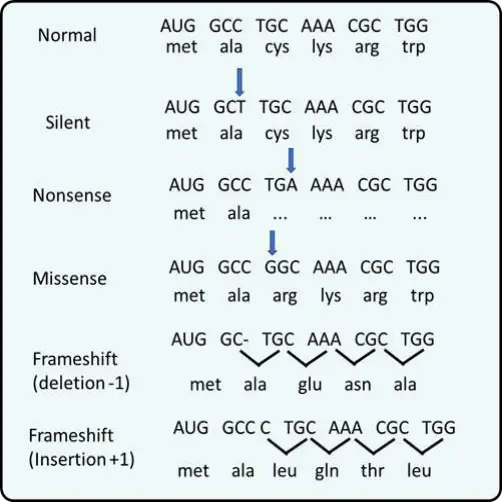 Normal AUG GCC TGC AAA CGC TGG
met ala cys lys arg trp
Silent AUG GCT TGC AAA CGC TGG
met ala cys lys arg trp
Nonsense AUG GCC TGA AAA CGC TGG
met ala ... ... ... ...
Missense AUG GCC GGC AAA CGC TGG
met ala arg lys arg trp
Frameshift AUG GC- TGC AAA CGC TGG
(deletion -1) met ala glu asn ala
Frameshift AUG GCC C TGC AAA CGC TGG
(Insertion +1) met ala leu gln thr leu